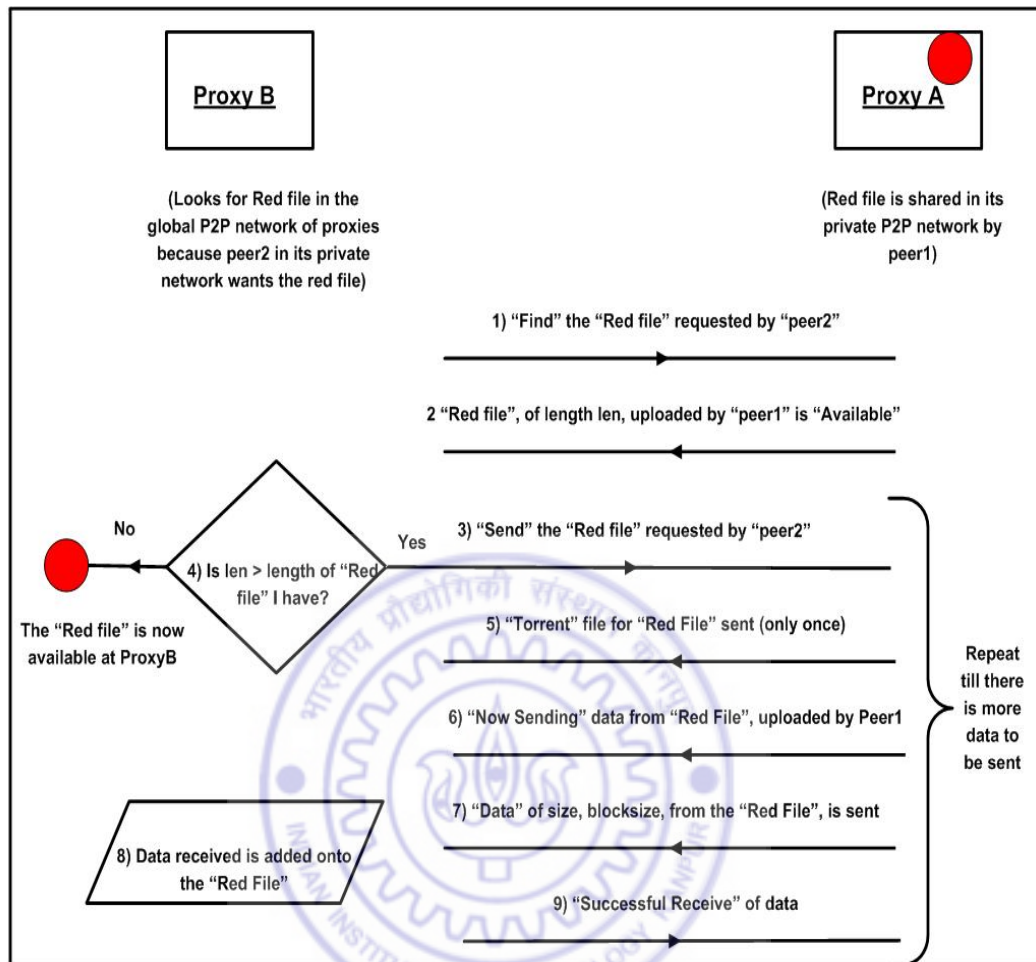 Proxy B
Proxy A
(Looks for Red file in the
global P2P network of proxies
because peer2 in its private
network wants the red file)
(Red file is shared in its
private P2P network by
peer1)
1) “Find” the “Red file” requested by “peer2”
2 “Red file”, of length len, uploaded by “peer1” is “Available”
No
4) Is len > length of “Red
file” I have?
Yes
3) “Send” the “Red file” requested by “peer2”
The “Red file” is now
available at ProxyB
5) “Torrent” file for “Red File” sent (only once)
6) “Now Sending” data from “Red File”, uploaded by Peer1
7) “Data” of size, blocksize, from the “Red File”, is sent
8) Data received is added onto
the “Red File”
9) “Successful Receive” of data
Repeat
till there
is more
data to
be sent
भारतीय प्रौद्योगिकी संस्थान कानपुर
INDIAN